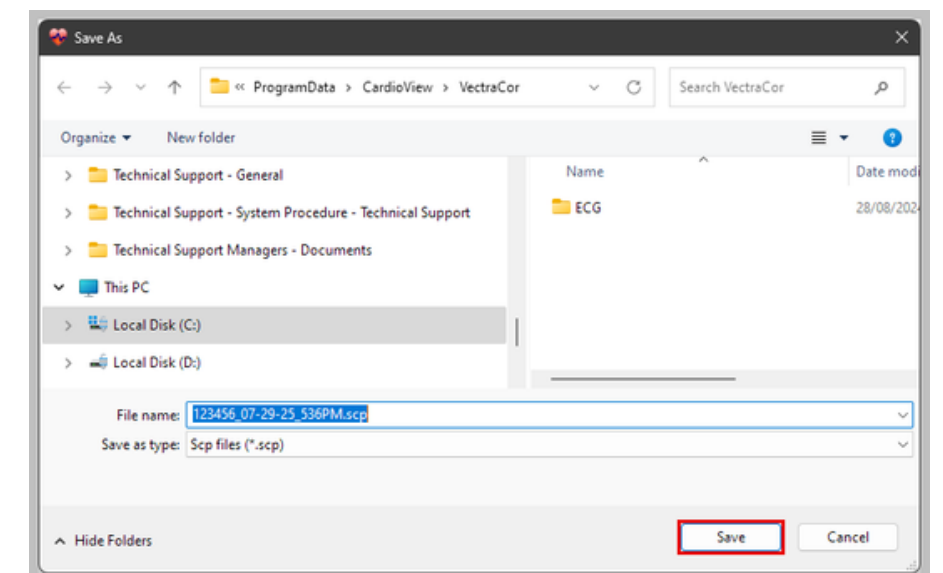 Save As
« ProgramData > CardioView > VectraCor
Search VectraCor
Organize
New folder
Name
Date modi
Technical Support - General
ECG
28/08/202
Technical Support - System Procedure - Technical Support
Technical Support Managers - Documents
This PC
Local Disk (C:)
Local Disk (D:)
File name: 123456_07-29-25_536PM.scp
Save as type: Scp files (*.scp)
Hide Folders
Save
Cancel